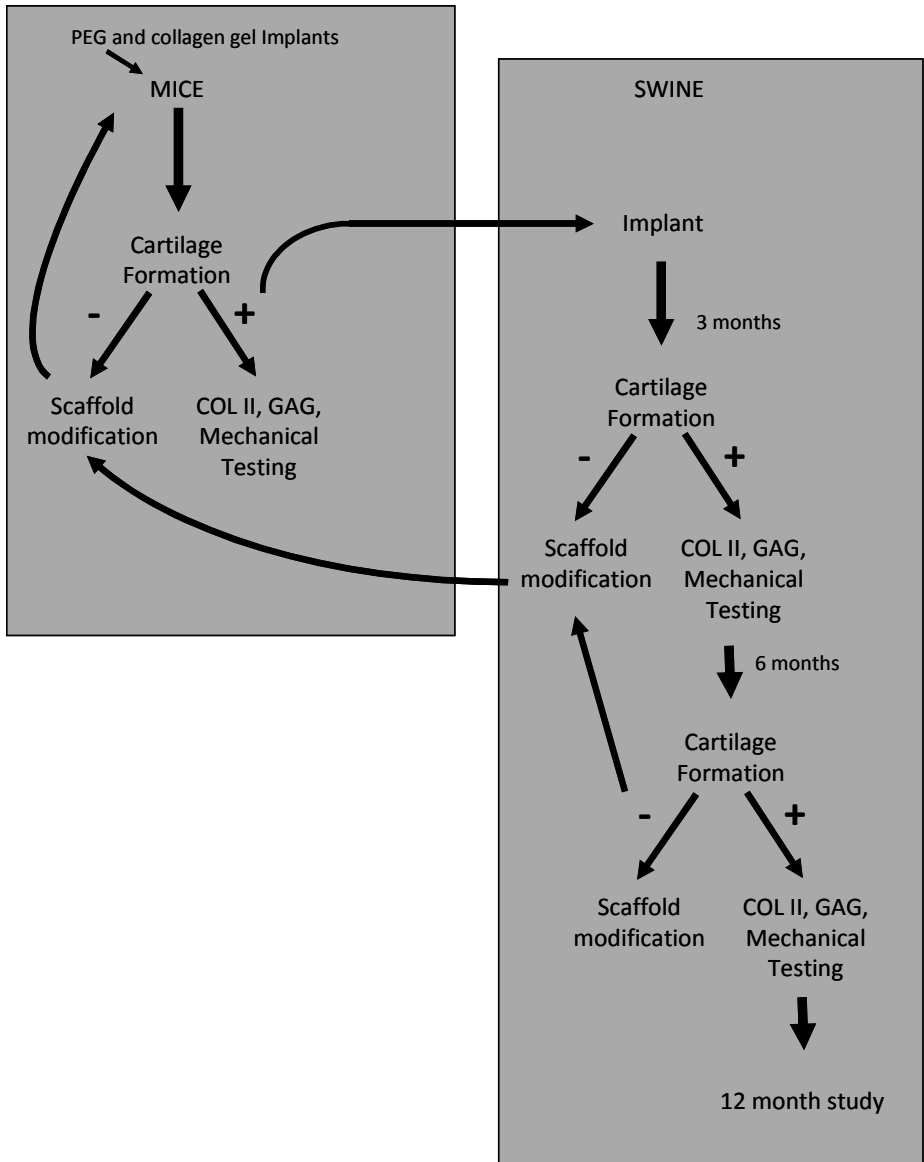 PEG and collagen gel Implants
MICE
Cartilage
Formation
-
+
Scaffold
modification
COL II, GAG,
Mechanical
Testing
SWINE
Implant
3 months
Cartilage
Formation
-
+
Scaffold
modification
COL II, GAG,
Mechanical
Testing
6 months
Cartilage
Formation
-
+
Scaffold
modification
COL II, GAG,
Mechanical
Testing
12 month study